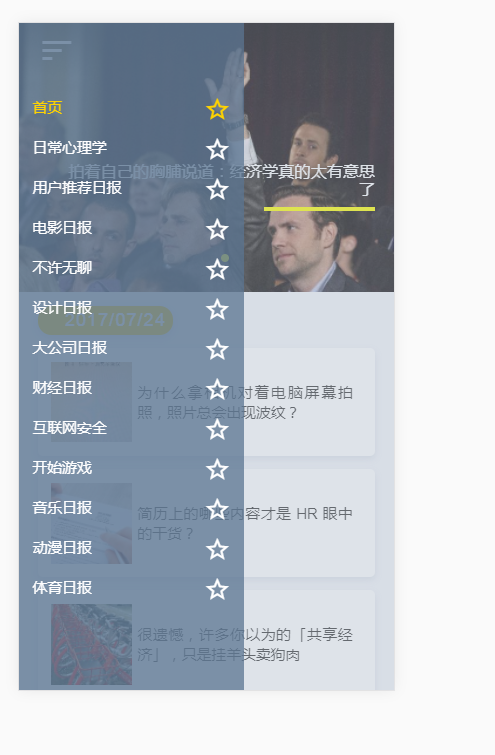 首页
日常心理学
拍着自己的胸脯说道：经济学真的太有意思
了
用户推荐日报
电影日报
不许无聊
设计日报
2017/07/24
大公司日报
财经日报
为什么拿相机对着电脑屏幕拍
照，照片总会出现波纹？
互联网安全
开始游戏
音乐日报
简历上的哪些内容才是 HR 眼中
的干货？
动漫日报
体育日报
很遗憾，许多你以为的「共享经
济」，只是挂羊头卖狗肉